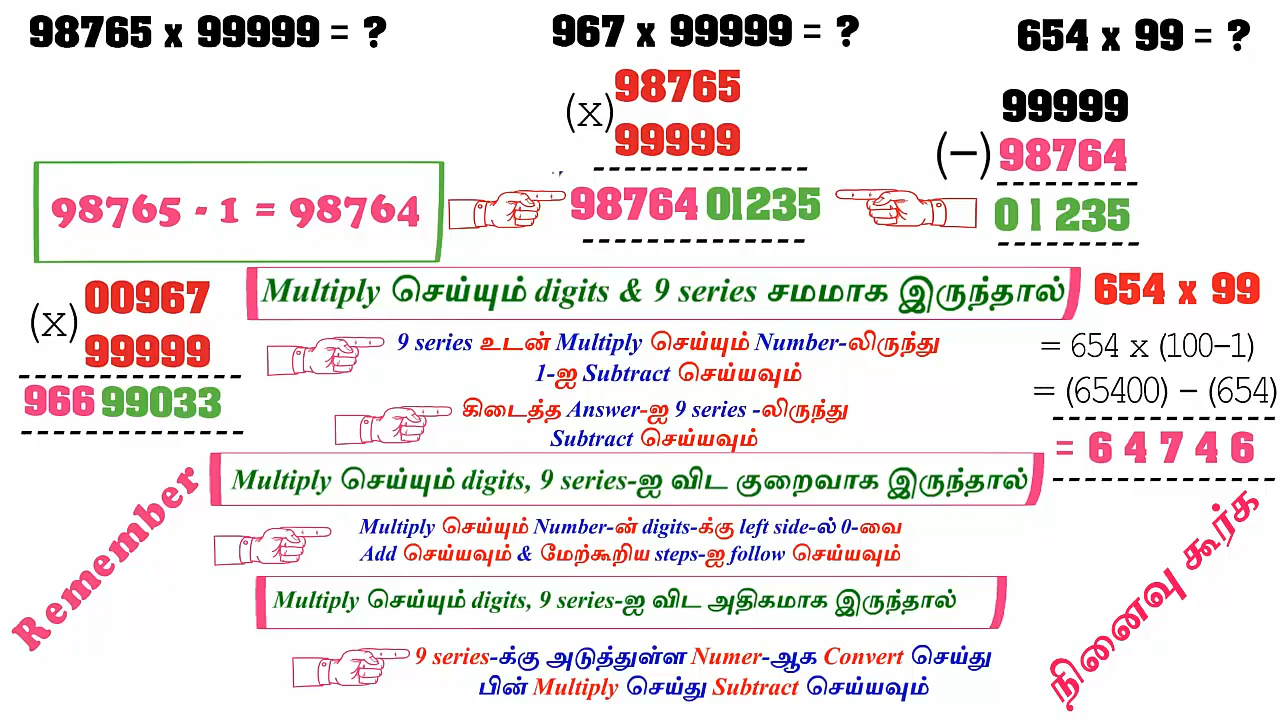 98765 x 99999 = ?
967 x 99999 = ?
654 x 99 = ?
98765
(x)
99999
98764 01235
99999
(−) 98764
01235
98765 - 1 = 98764
00967
(x)
99999
966 99033
Multiply செய்யும் digits & 9 series சமமாக இருந்தால்
9 series உடன் Multiply செய்யும் Number-லிருந்து
1-ஐ Subtract செய்யவும்
கிடைத்த Answer-ஐ 9 series -லிருந்து
Subtract செய்யவும்
654 x 99
= 654 x (100-1)
= (65400) - (654)
= 6 4 7 4 6
Multiply செய்யும் digits, 9 series-ஐ விட குறைவாக இருந்தால்
Multiply செய்யும் Number-ன் digits-க்கு left side-ல் 0-வை
Add செய்யவும் & மேற்கூறிய steps-ஐ follow செய்யவும்
Multiply செய்யும் digits, 9 series-ஐ விட அதிகமாக இருந்தால்
9 series-க்கு அடுத்துள்ள Numer-ஆக Convert செய்து
பின் Multiply செய்து Subtract செய்யவும்
Remember
நினைவு கூர்க